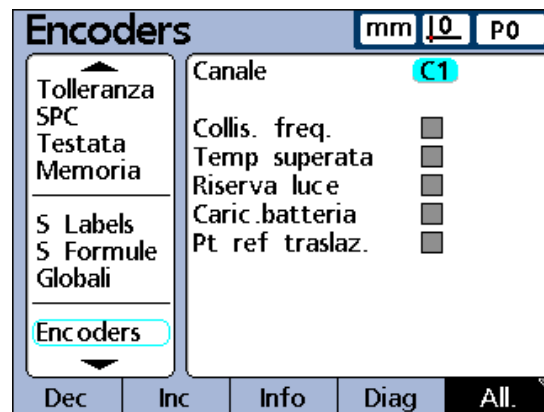 Encoders
mm 0 P0
Tolleranza
SPC
Testata
Memoria
S Labels
S Formule
Globali
Encoders
Canale C1
Collis. freq.
Temp superata
Riserva luce
Caric.batteria
Pt ref traslaz.
Dec Inc Info Diag All.